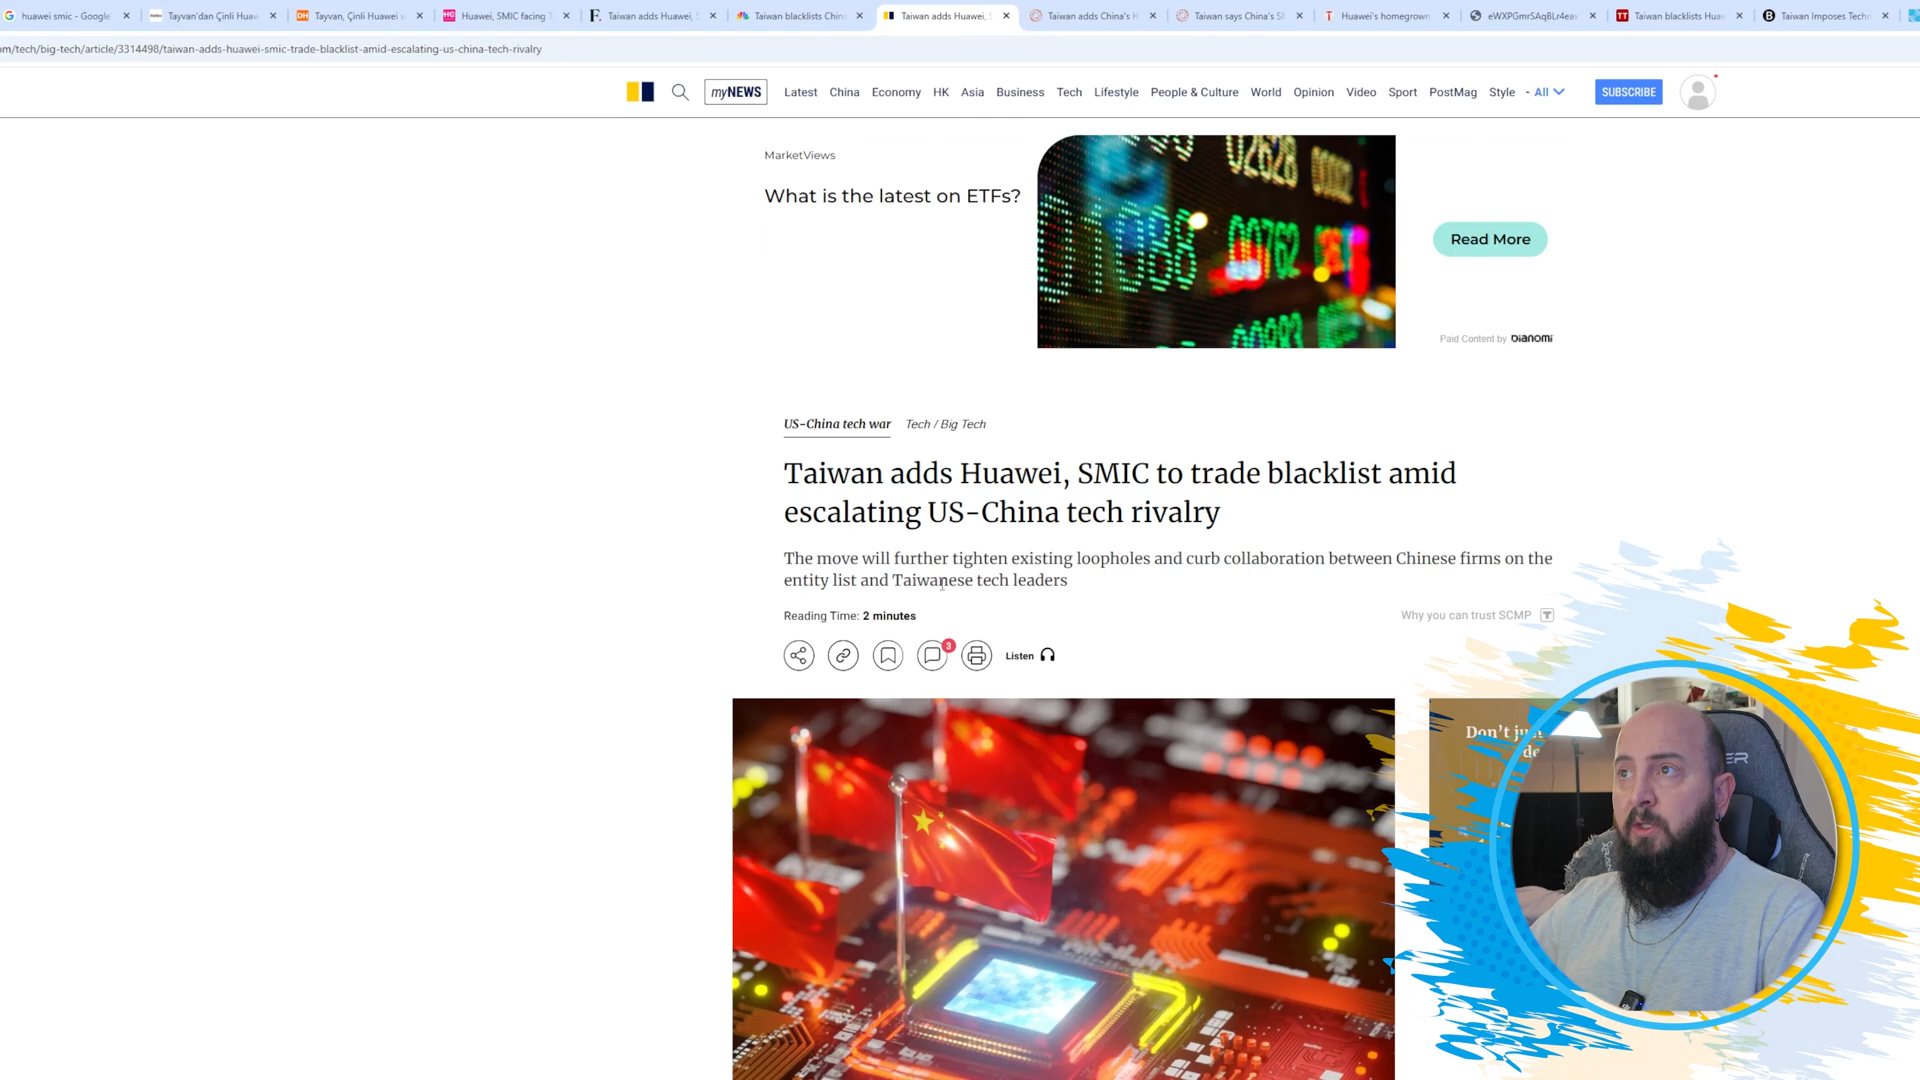 huawei smic - Google
Tayvan'dan Çinli Huaw
Tayvan, Çinli Huawei v
Huawei, SMIC facing T
Taiwan adds Huawei, S
Taiwan blacklists Chin
Taiwan adds Huawei, S
Taiwan adds China's H
Taiwan says China's SM
Huawei's homegrown
eWXPGmrSAqBLr4eax
Taiwan blacklists Huaw
Taiwan Imposes Techn
om/tech/big-tech/article/3314498/taiwan-adds-huawei-smic-trade-blacklist-amid-escalating-us-china-tech-rivalry
myNEWS Latest China Economy HK Asia Business Tech Lifestyle People & Culture World Opinion Video Sport PostMag Style - All SUBSCRIBE
MarketViews
What is the latest on ETFs?
Read More
Paid Content by Dianomi
US-China tech war Tech / Big Tech
Taiwan adds Huawei, SMIC to trade blacklist amid
escalating US-China tech rivalry
The move will further tighten existing loopholes and curb collaboration between Chinese firms on the
entity list and Taiwanese tech leaders
Reading Time: 2 minutes
Why you can trust SCMP
3
Listen
Don't just